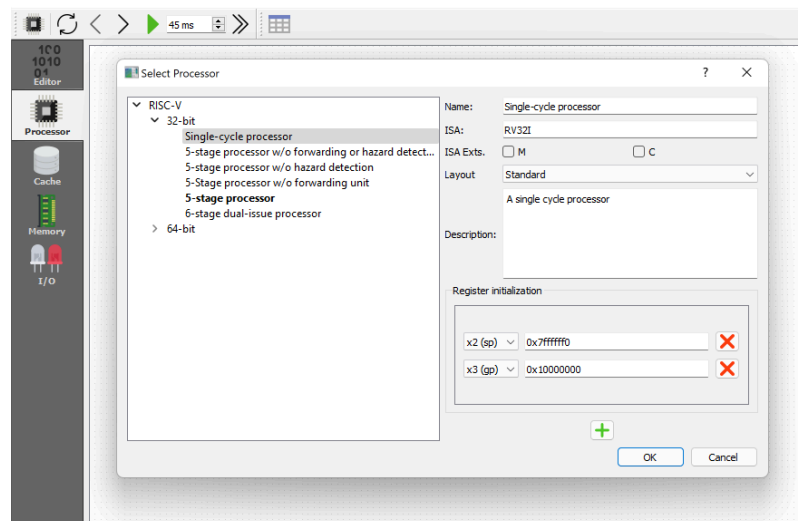 45 ms
100
1010
01
Editor
Processor
Cache
Memory
I/O
Select Processor
?
RISC-V
32-bit
Single-cycle processor
5-stage processor w/o forwarding or hazard detect...
5-stage processor w/o hazard detection
5-Stage processor w/o forwarding unit
5-stage processor
6-stage dual-issue processor
64-bit
Name: Single-cycle processor
ISA: RV32I
ISA Exts. M C
Layout Standard
Description: A single cycle processor
Register initialization
x2 (sp) 0x7ffffff0
x3 (gp) 0x10000000
OK Cancel